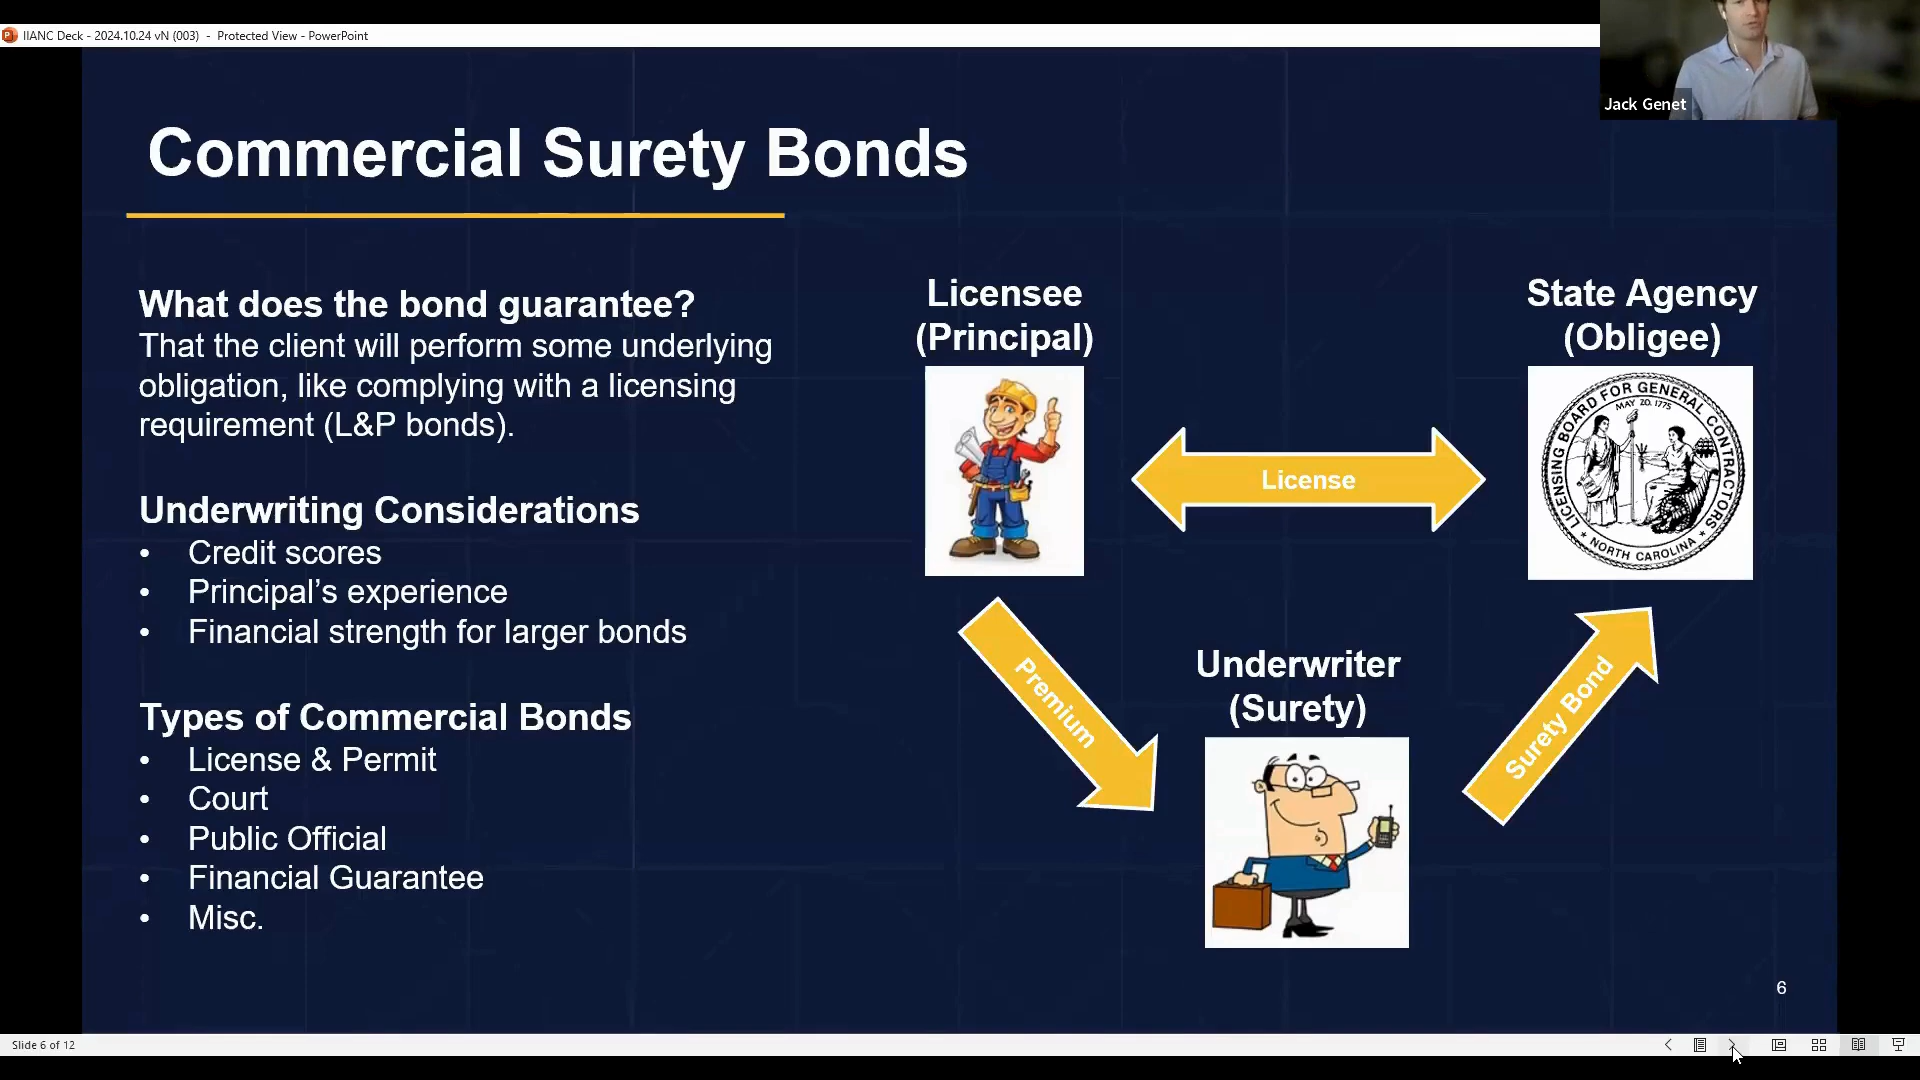 IIANC Deck - 2024.10.24 vN (003) - Protected View - PowerPoint
Jack Genet
Commercial Surety Bonds
What does the bond guarantee?
That the client will perform some underlying
obligation, like complying with a licensing
requirement (L&P bonds).
Underwriting Considerations
• Credit scores
• Principal’s experience
• Financial strength for larger bonds
Types of Commercial Bonds
• License & Permit
• Court
• Public Official
• Financial Guarantee
• Misc.
Licensee
(Principal)
State Agency
(Obligee)
LICENSING BOARD FOR GENERAL CONTRACTORS
MAY 20. 1775
★ NORTH CAROLINA ★
License
Premium
Underwriter
(Surety)
Surety Bond
6
Slide 6 of 12